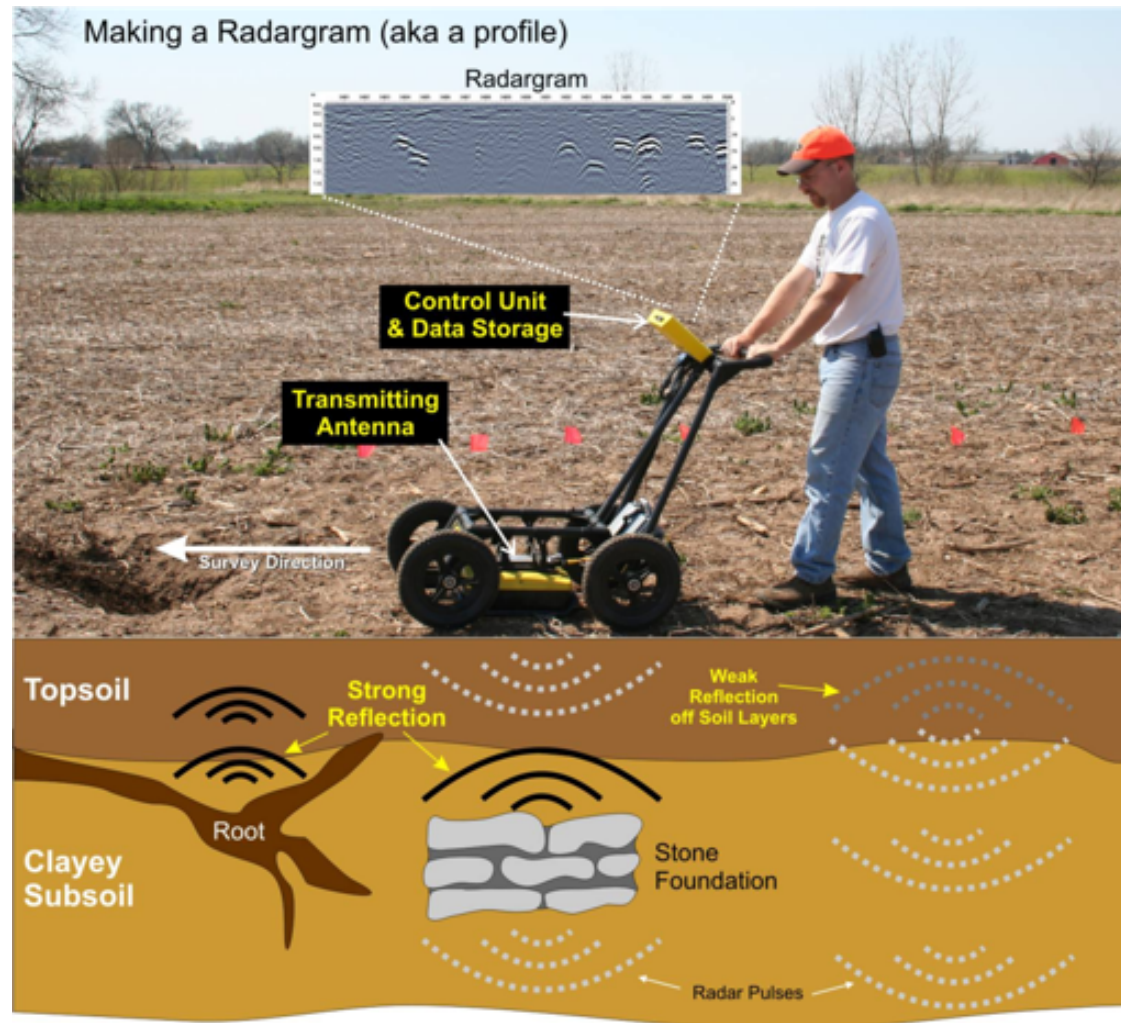 Making a Radargram (aka a profile)
Radargram
Control Unit
& Data Storage
Transmitting
Antenna
Survey Direction
Topsoil
Strong
Reflection
Weak
Reflection
off Soil Layers
Root
Clayey
Subsoil
Stone
Foundation
Radar Pulses